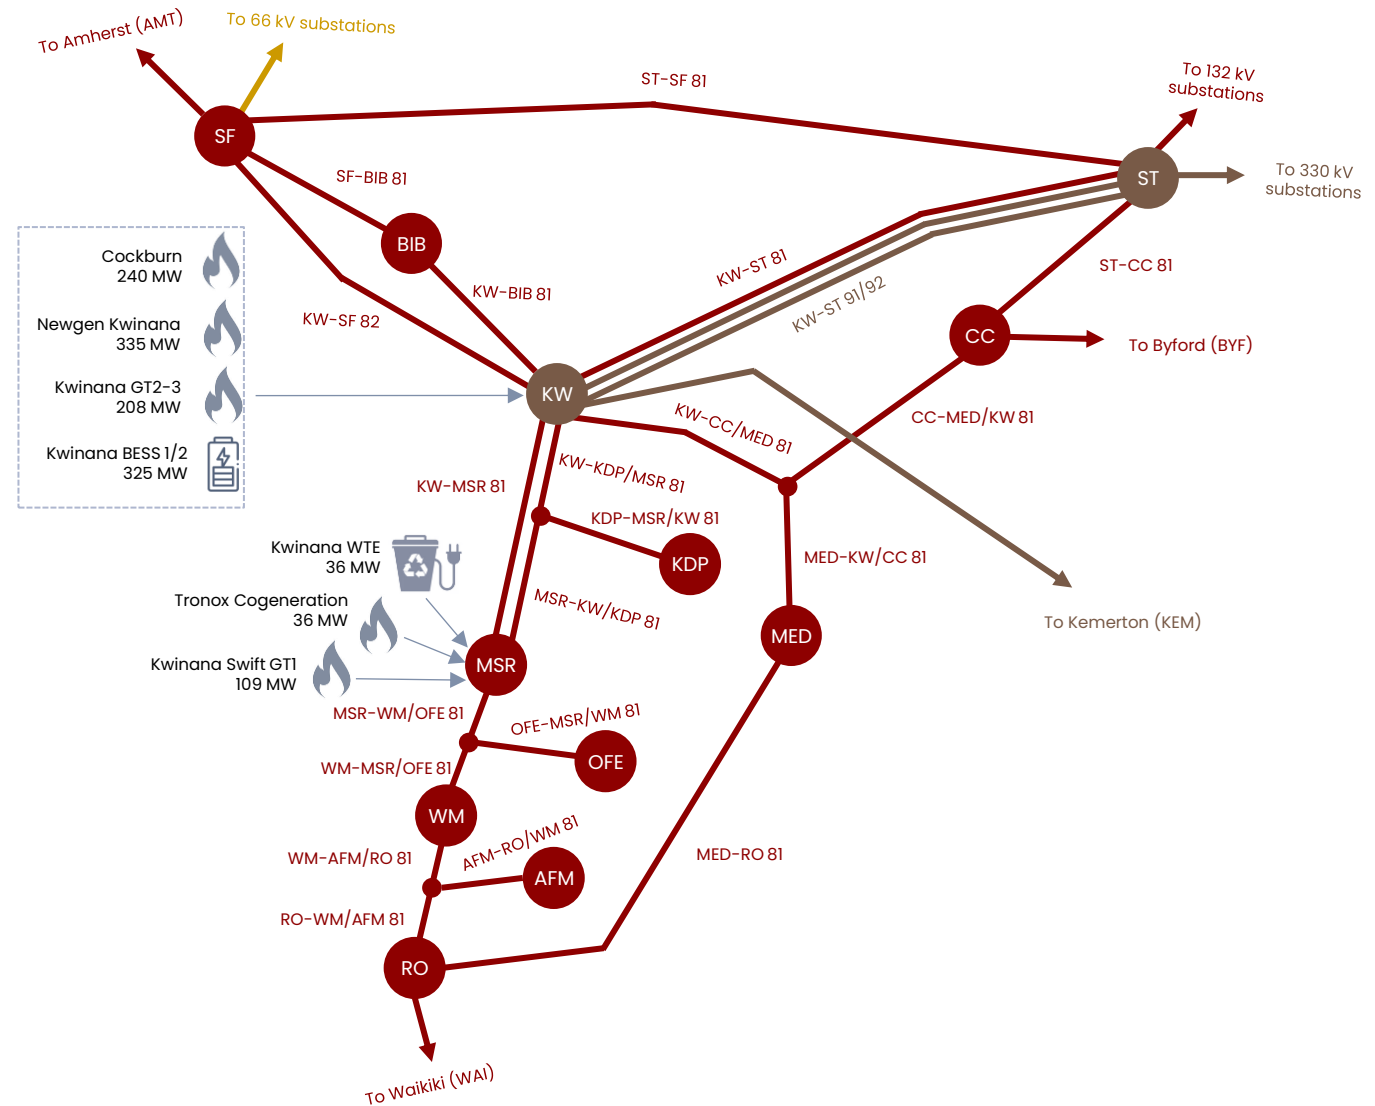 To Amherst (AMT)
To 66 kV substations
ST-SF 81
To 132 kV
substations
SF
ST
To 330 kV
substations
SF-BIB 81
BIB
KW-ST 81
KW-ST 91/92
ST-CC 81
Cockburn
240 MW
KW-BIB 81
KW-SF 82
Newgen Kwinana
335 MW
CC
To Byford (BYF)
Kwinana GT2-3
208 MW
KW
KW-CC/MED 81
CC-MED/KW 81
Kwinana BESS 1/2
325 MW
KW-MSR 81
KW-KDP/MSR 81
KDP-MSR/KW 81
KDP
MED-KW/CC 81
Kwinana WTE
36 MW
Tronox Cogeneration
36 MW
MSR-KW/KDP 81
MED
To Kemerton (KEM)
Kwinana Swift GT1
109 MW
MSR
MSR-WM/OFE 81
OFE-MSR/WM 81
WM-MSR/OFE 81
OFE
WM
WM-AFM/RO 81
AFM-RO/WM 81
MED-RO 81
AFM
RO-WM/AFM 81
RO
To Waikiki (WAI)